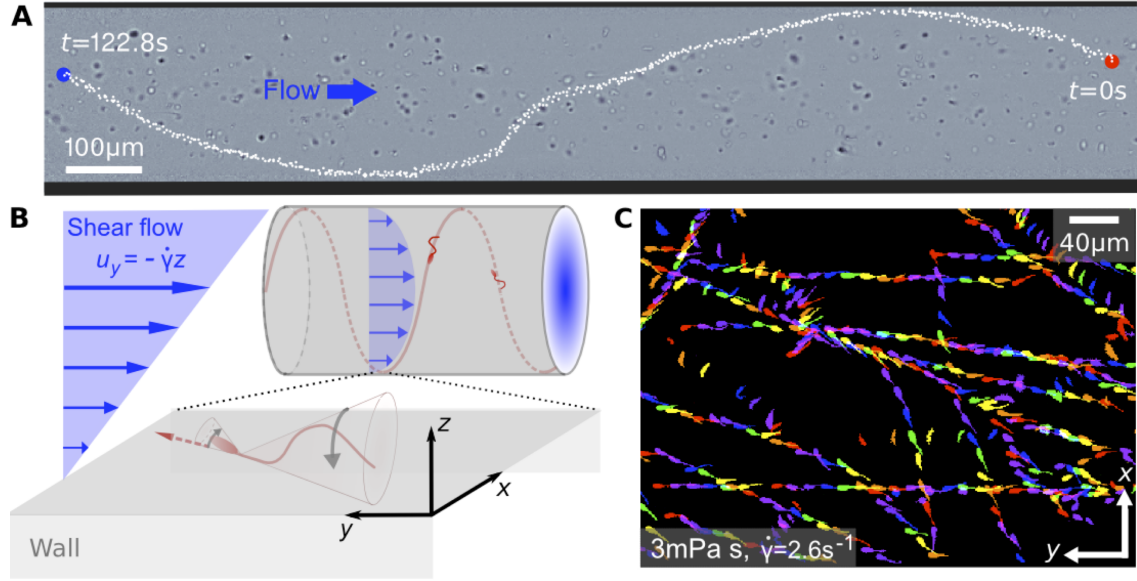 A
t=122.8s
Flow
t=0s
100µm
B
Shear flow
u_y = - γ̇z
z
x
y
Wall
C
40µm
x
y
3mPa s, γ̇=2.6s⁻¹